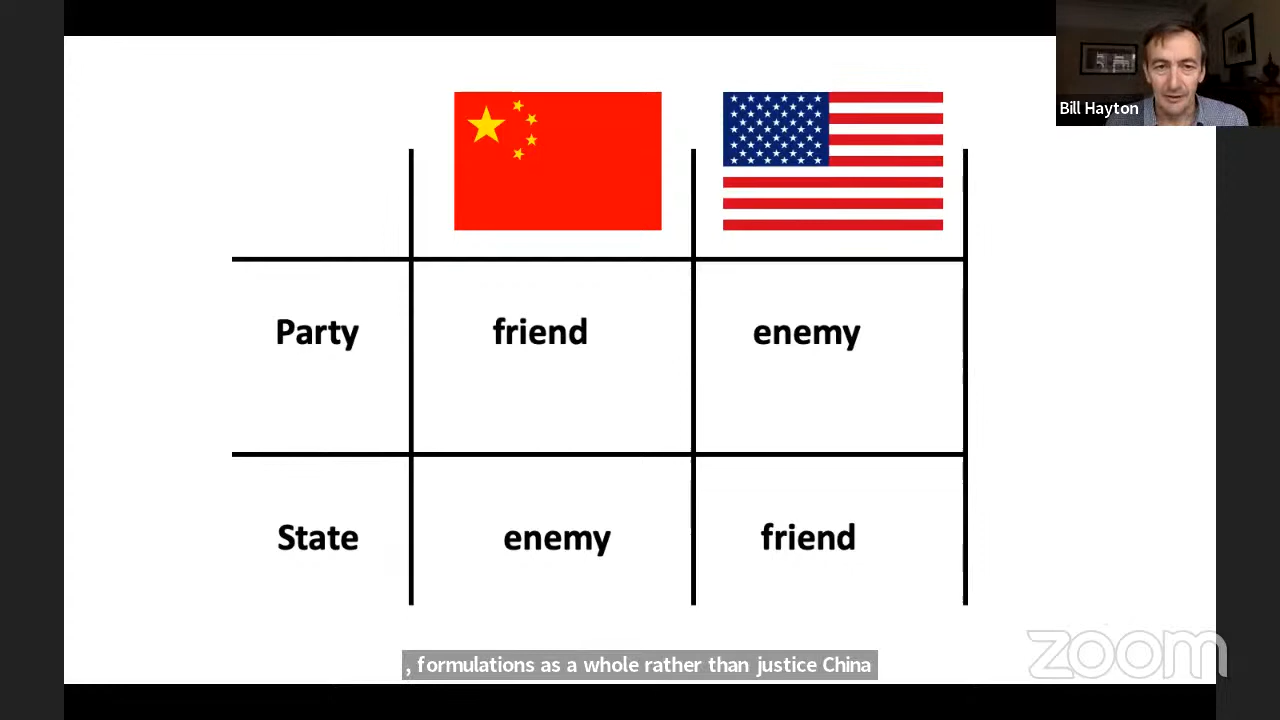 Bill Hayton
Party friend enemy
State enemy friend
, formulations as a whole rather than justice China
zoom